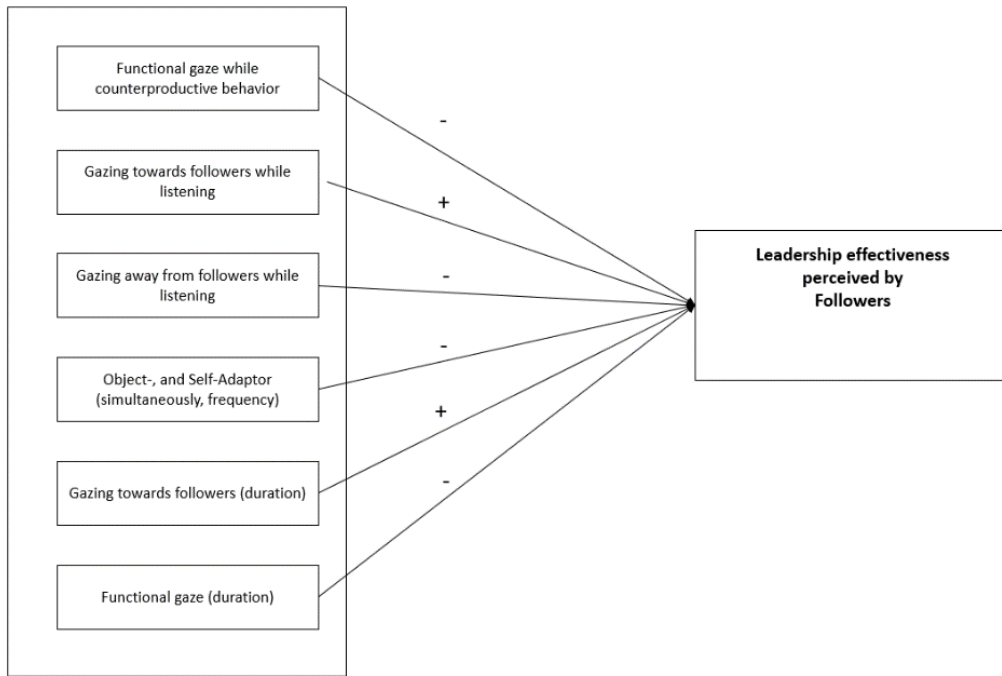 Functional gaze while
counterproductive behavior
-
Gazing towards followers while
listening
+
Gazing away from followers while
listening
-
Object-, and Self-Adaptor
(simultaneously, frequency)
-
Gazing towards followers (duration)
+
Functional gaze (duration)
-
Leadership effectiveness
perceived by
Followers